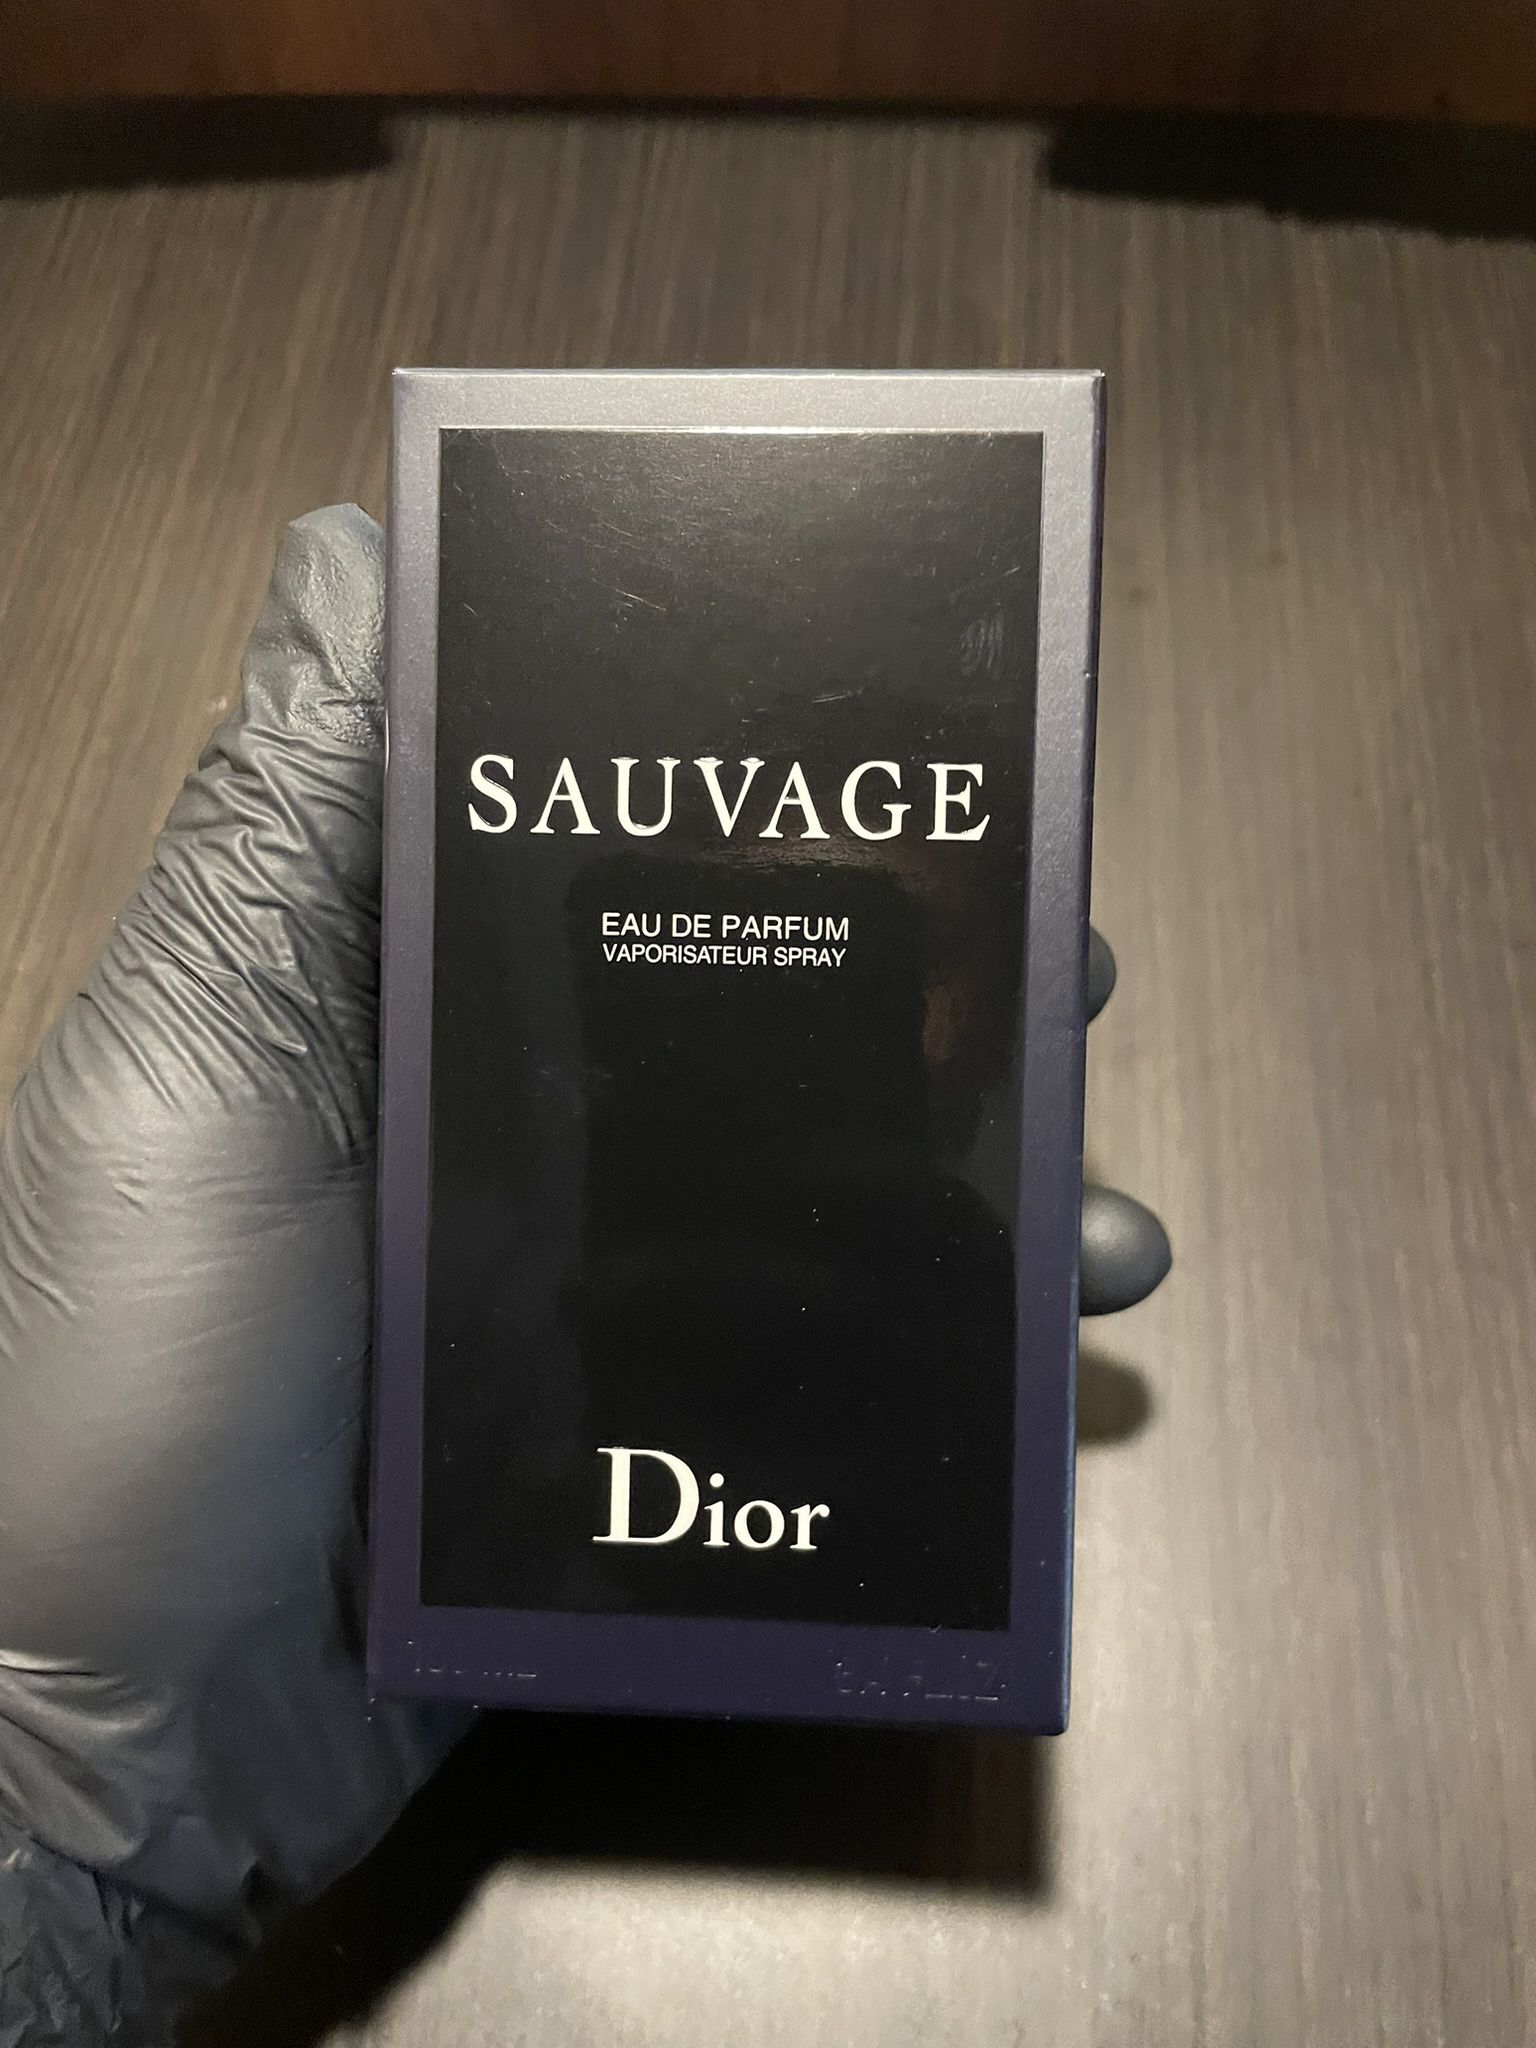 SAUVAGE
EAU DE PARFUM
VAPORISATEUR SPRAY
Dior